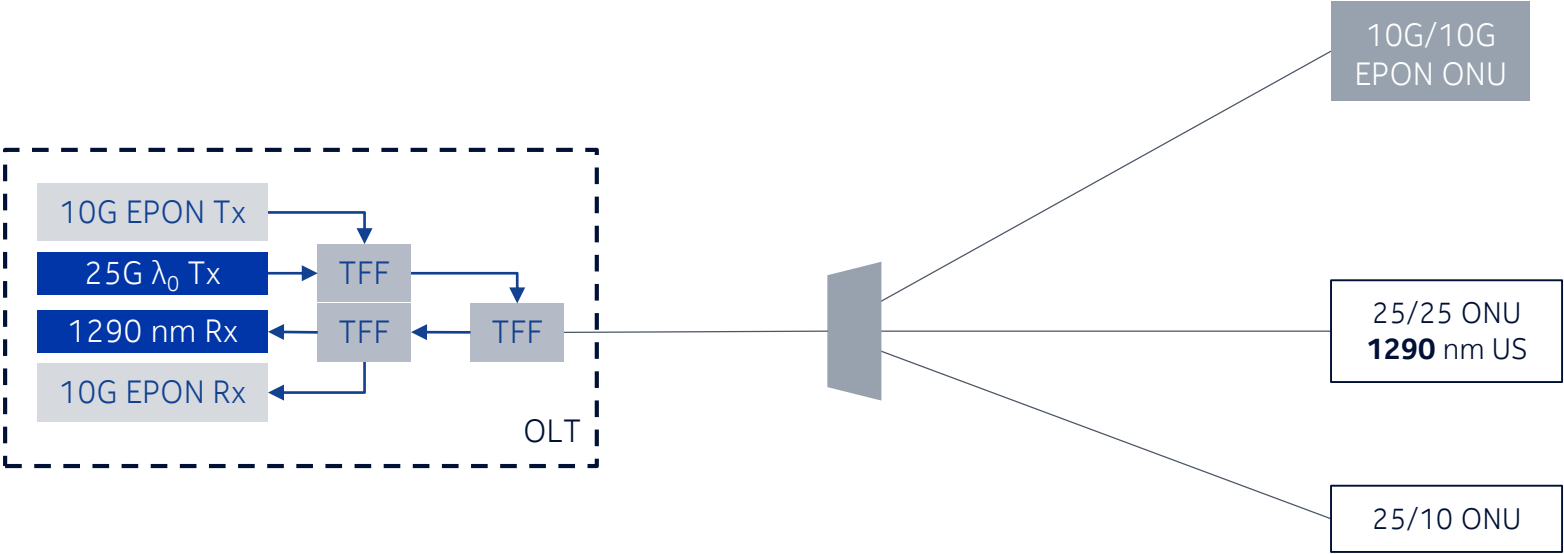 10G/10G
EPON ONU
10G EPON Tx
25G λ₀ Tx
TFF
1290 nm Rx
TFF
TFF
10G EPON Rx
OLT
25/25 ONU
1290 nm US
25/10 ONU